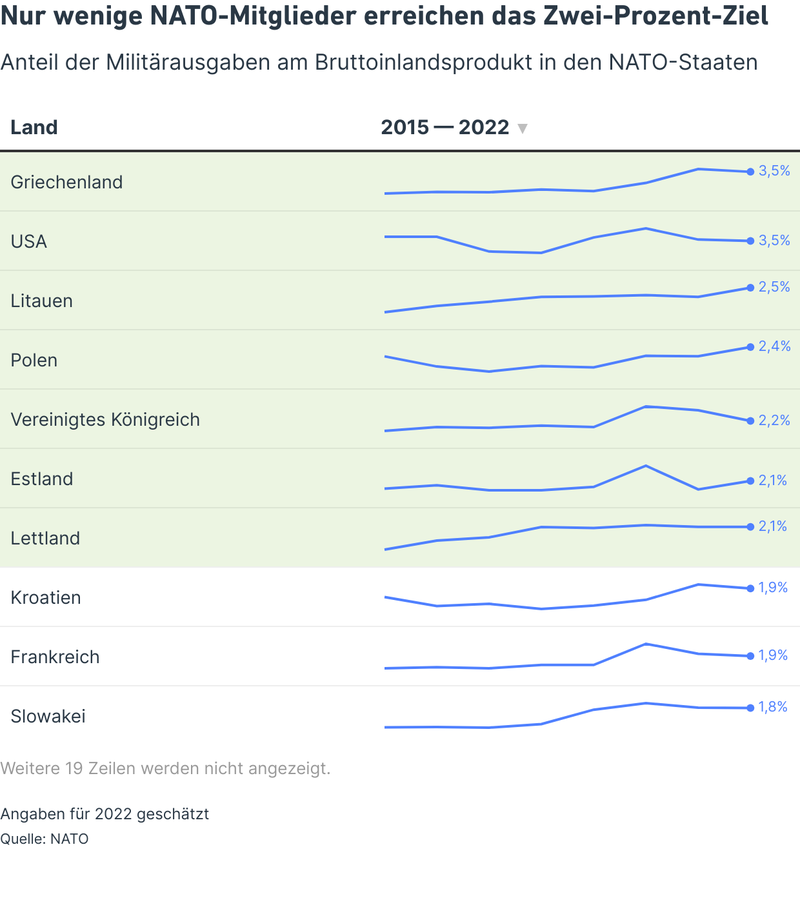 Nur wenige NATO-Mitglieder erreichen das Zwei-Prozent-Ziel
Anteil der Militärausgaben am Bruttoinlandsprodukt in den NATO-Staaten
Land 2015 — 2022 ▼
Griechenland 3,5%
USA 3,5%
Litauen 2,5%
Polen 2,4%
Vereinigtes Königreich 2,2%
Estland 2,1%
Lettland 2,1%
Kroatien 1,9%
Frankreich 1,9%
Slowakei 1,8%
Weitere 19 Zeilen werden nicht angezeigt.
Angaben für 2022 geschätzt
Quelle: NATO